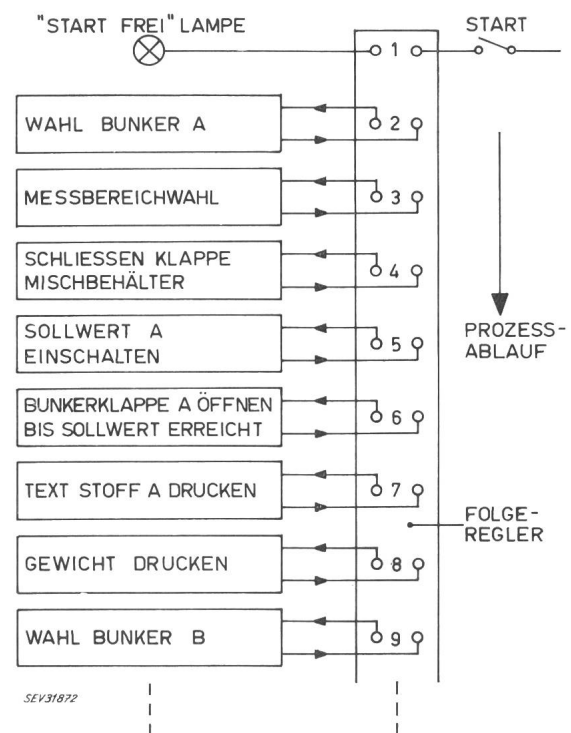 "START FREI" LAMPE
START
1
WAHL BUNKER A
2
MESSBEREICHWAHL
3
SCHLIESSEN KLAPPE
MISCHBEHÄLTER
4
SOLLWERT A
EINSCHALTEN
5
PROZESS-
ABLAUF
BUNKERKLAPPE A ÖFFNEN
BIS SOLLWERT ERREICHT
6
TEXT STOFF A DRUCKEN
7
FOLGE-
REGLER
GEWICHT DRUCKEN
8
WAHL BUNKER B
9
SEV31872